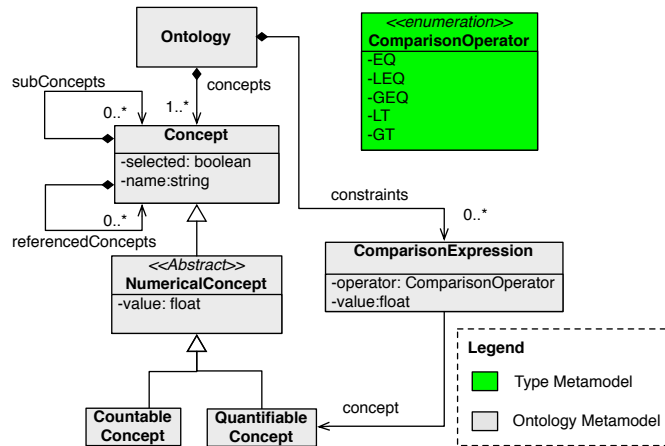 Ontology
<<enumeration>>
ComparisonOperator
-EQ
-LEQ
-GEQ
-LT
-GT
subConcepts
concepts
0..*
1..*
Concept
-selected: boolean
-name:string
constraints
0..*
0..*
referencedConcepts
ComparisonExpression
-operator: ComparisonOperator
-value:float
<<Abstract>>
NumericalConcept
-value: float
Legend
Type Metamodel
Ontology Metamodel
concept
Countable
Concept
Quantifiable
Concept